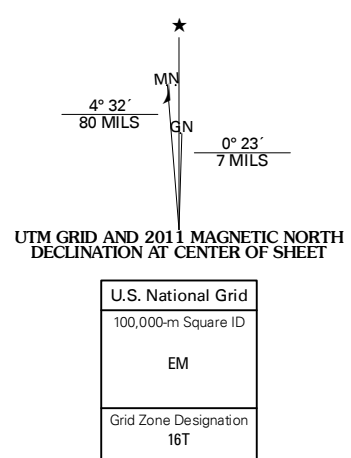 ★
MN
4° 32´
80 MILS
GN
0° 23´
7 MILS
UTM GRID AND 2011 MAGNETIC NORTH
DECLINATION AT CENTER OF SHEET
U.S. National Grid
100,000-m Square ID
EM
Grid Zone Designation
16T